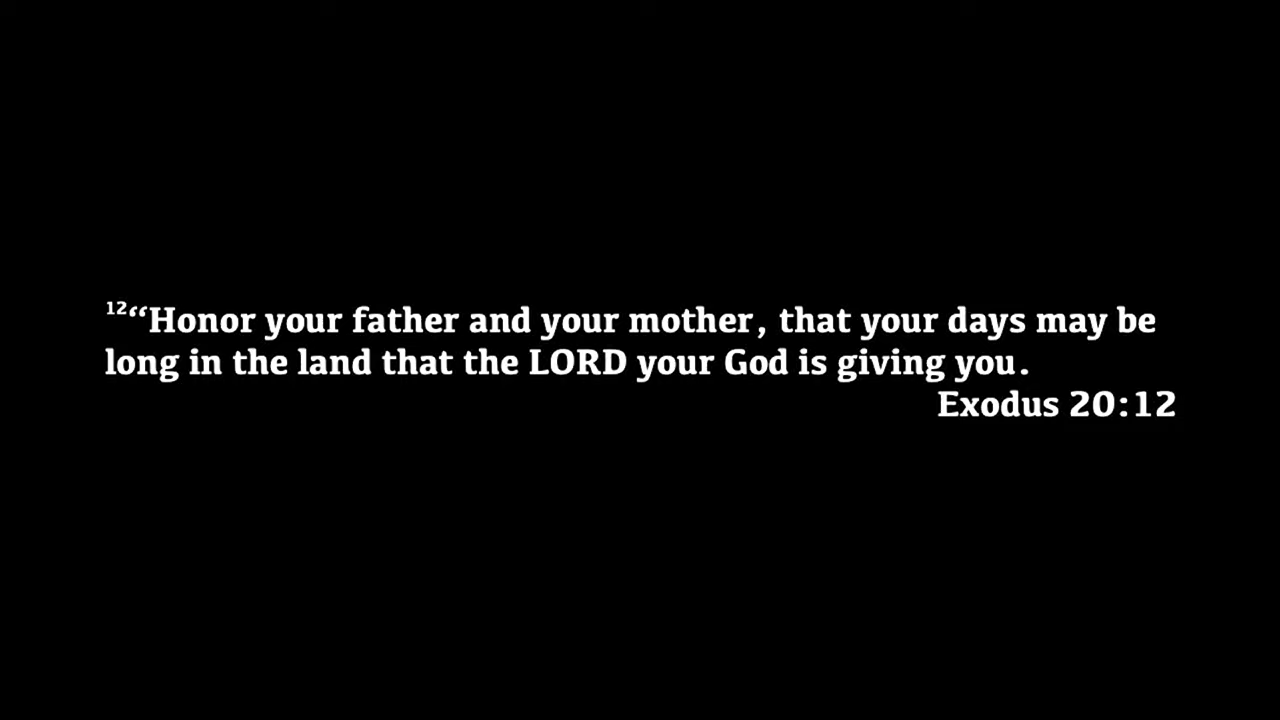 ¹²“Honor your father and your mother, that your days may be
long in the land that the LORD your God is giving you.
Exodus 20:12